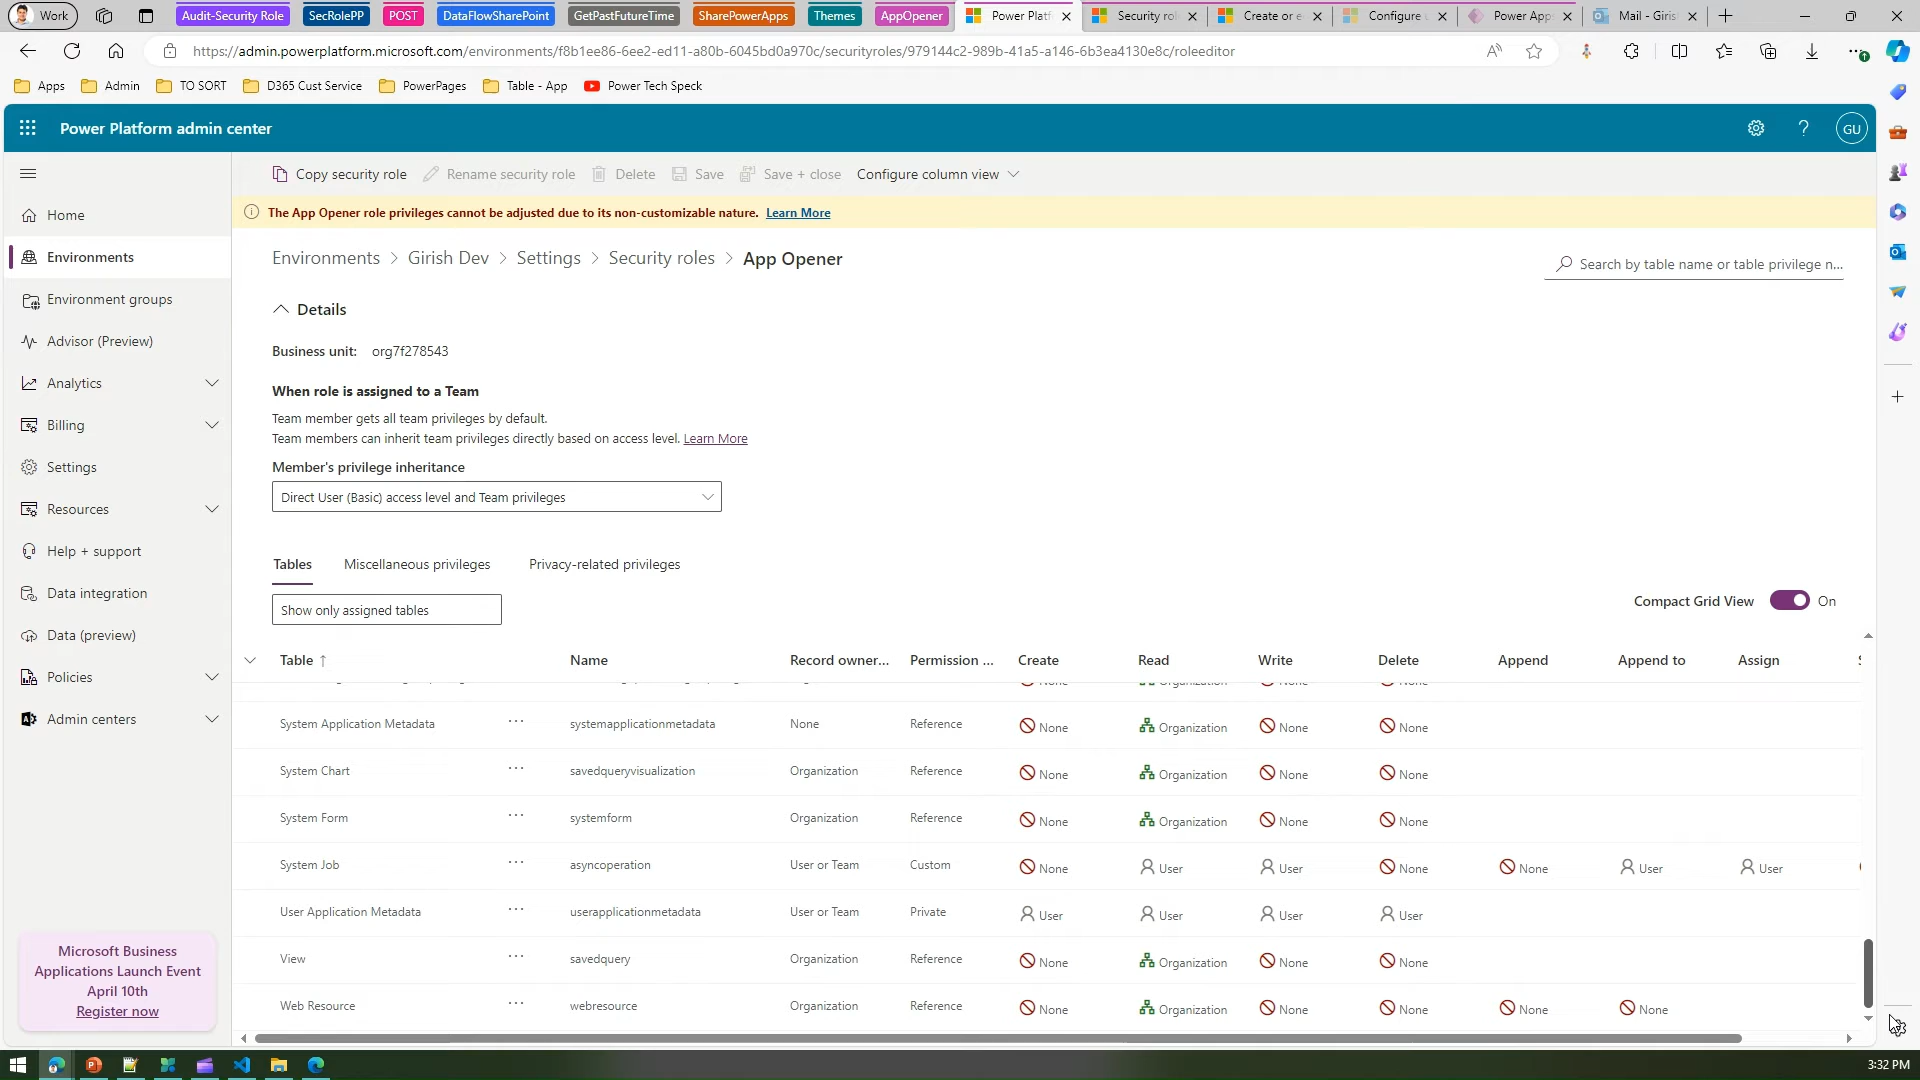 Work
Audit-Security Role
SecRolePP
POST
DataFlowSharePoint
GetPastFutureTime
SharePowerApps
Themes
AppOpener
Power Platf
Security rol
Create or e
Configure
Power App
Mail - Giris
https://admin.powerplatform.microsoft.com/environments/f8b1ee86-6ee2-ed11-a80b-6045bd0a970c/securityroles/979144c2-989b-41a5-a146-6b3ea4130e8c/roleeditor
Apps
Admin
TO SORT
D365 Cust Service
PowerPages
Table - App
Power Tech Speck
Power Platform admin center
GU
Copy security role
Rename security role
Delete
Save
Save + close
Configure column view
The App Opener role privileges cannot be adjusted due to its non-customizable nature. Learn More
Home
Environments
Environment groups
Advisor (Preview)
Analytics
Billing
Settings
Resources
Help + support
Data integration
Data (preview)
Policies
Admin centers
Microsoft Business
Applications Launch Event
April 10th
Register now
Environments > Girish Dev > Settings > Security roles > App Opener
Search by table name or table privilege n...
Details
Business unit: org7f278543
When role is assigned to a Team
Team member gets all team privileges by default.
Team members can inherit team privileges directly based on access level. Learn More
Member's privilege inheritance
Direct User (Basic) access level and Team privileges
Tables
Miscellaneous privileges
Privacy-related privileges
Show only assigned tables
Compact Grid View On
Table ↑ Name Record owner... Permission ... Create Read Write Delete Append Append to Assign
None Organization None None
System Application Metadata ... systemapplicationmetadata None Reference None Organization None None
System Chart ... savedqueryvisualization Organization Reference None Organization None None
System Form ... systemform Organization Reference None Organization None None
System Job ... asyncoperation User or Team Custom None User User None None User User
User Application Metadata ... userapplicationmetadata User or Team Private User User User User
View ... savedquery Organization Reference None Organization None None
Web Resource ... webresource Organization Reference None Organization None None None None
3:32 PM